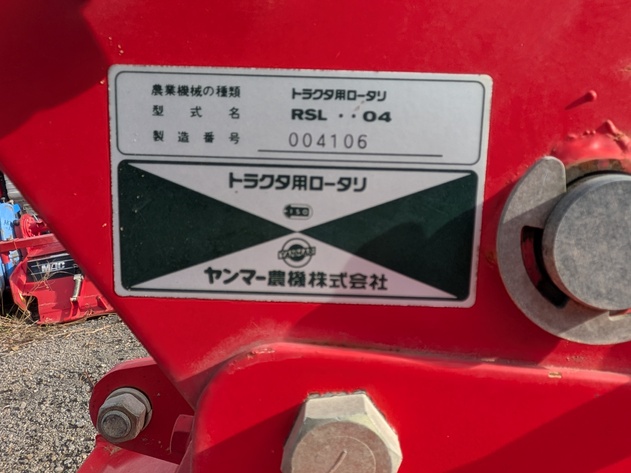 農業機械の種類 トラクタ用ロータリ
型式名 RSL··04
製造番号 004106
トラクタ用ロータリ
YANMAR
ヤンマー農機株式会社